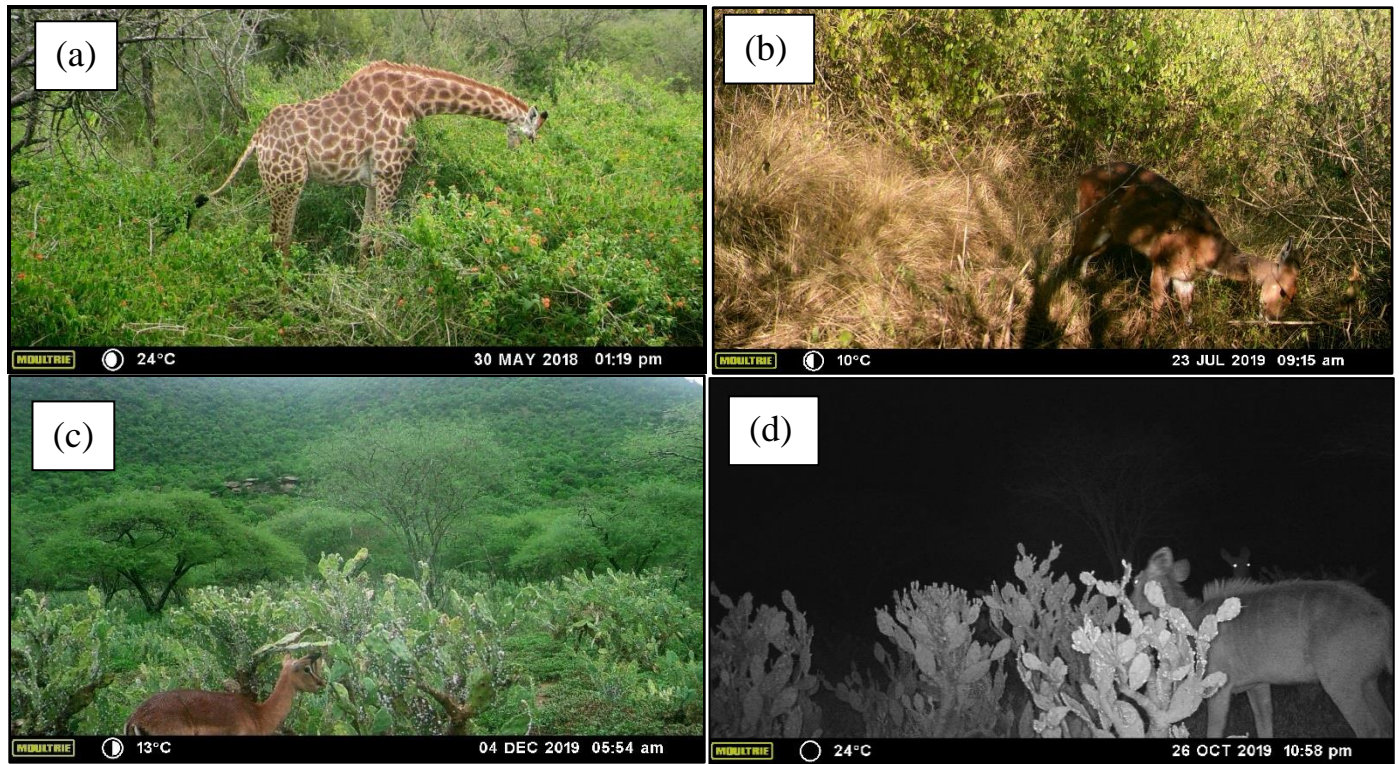 (a)
MOULTRIE 24°C 30 MAY 2018 01:19 pm
(b)
MOULTRIE 10°C 23 JUL 2019 09:15 am
(c)
MOULTRIE 13°C 04 DEC 2019 05:54 am
(d)
MOULTRIE 24°C 26 OCT 2019 10:58 pm